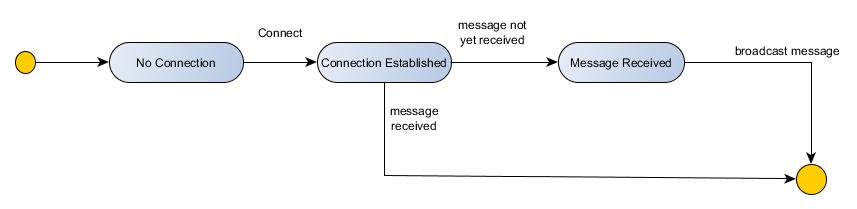 Connect
message not
yet received
broadcast message
No Connection
Connection Established
Message Received
message
received